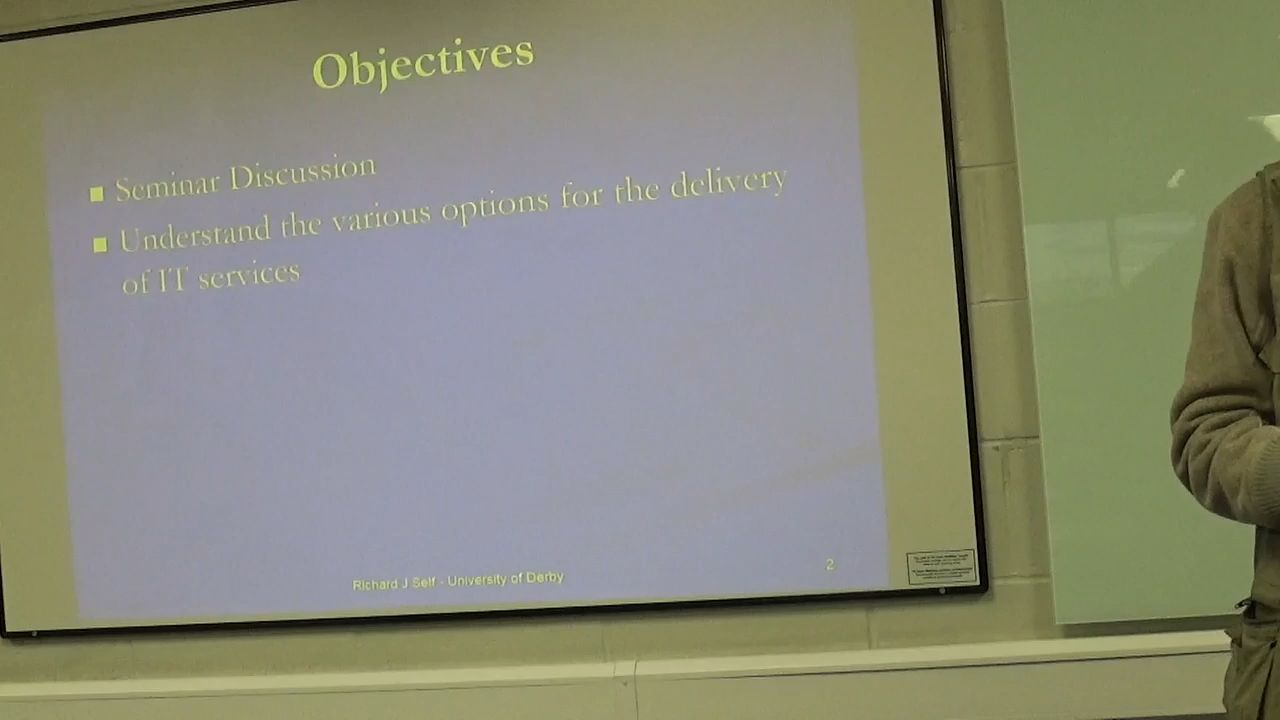 Objectives
Seminar Discussion
Understand the various options for the delivery
of IT services
Richard J Self - University of Derby
2